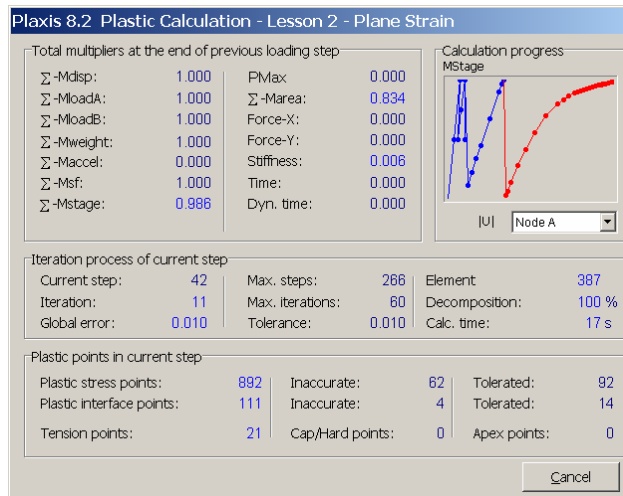 Plaxis 8.2 Plastic Calculation - Lesson 2 - Plane Strain
Total multipliers at the end of previous loading step
Σ-Mdisp: 1.000 PMax 0.000
Σ-MloadA: 1.000 Σ-Marea: 0.834
Σ-MloadB: 1.000 Force-X: 0.000
Σ-Mweight: 1.000 Force-Y: 0.000
Σ-Maccel: 0.000 Stiffness: 0.006
Σ-Msf: 1.000 Time: 0.000
Σ-Mstage: 0.986 Dyn. time: 0.000
Calculation progress
MStage
|U| Node A
Iteration process of current step
Current step: 42 Max. steps: 266 Element 387
Iteration: 11 Max. iterations: 60 Decomposition: 100 %
Global error: 0.010 Tolerance: 0.010 Calc. time: 17 s
Plastic points in current step
Plastic stress points: 892 Inaccurate: 62 Tolerated: 92
Plastic interface points: 111 Inaccurate: 4 Tolerated: 14
Tension points: 21 Cap/Hard points: 0 Apex points: 0
Cancel